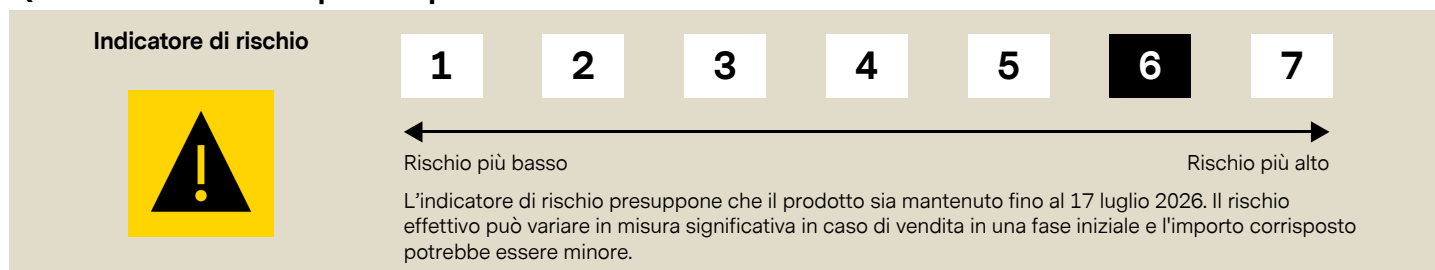 Indicatore di rischio
1 2 3 4 5 6 7
Rischio più basso Rischio più alto
L'indicatore di rischio presuppone che il prodotto sia mantenuto fino al 17 luglio 2026. Il rischio
effettivo può variare in misura significativa in caso di vendita in una fase iniziale e l'importo corrisposto
potrebbe essere minore.